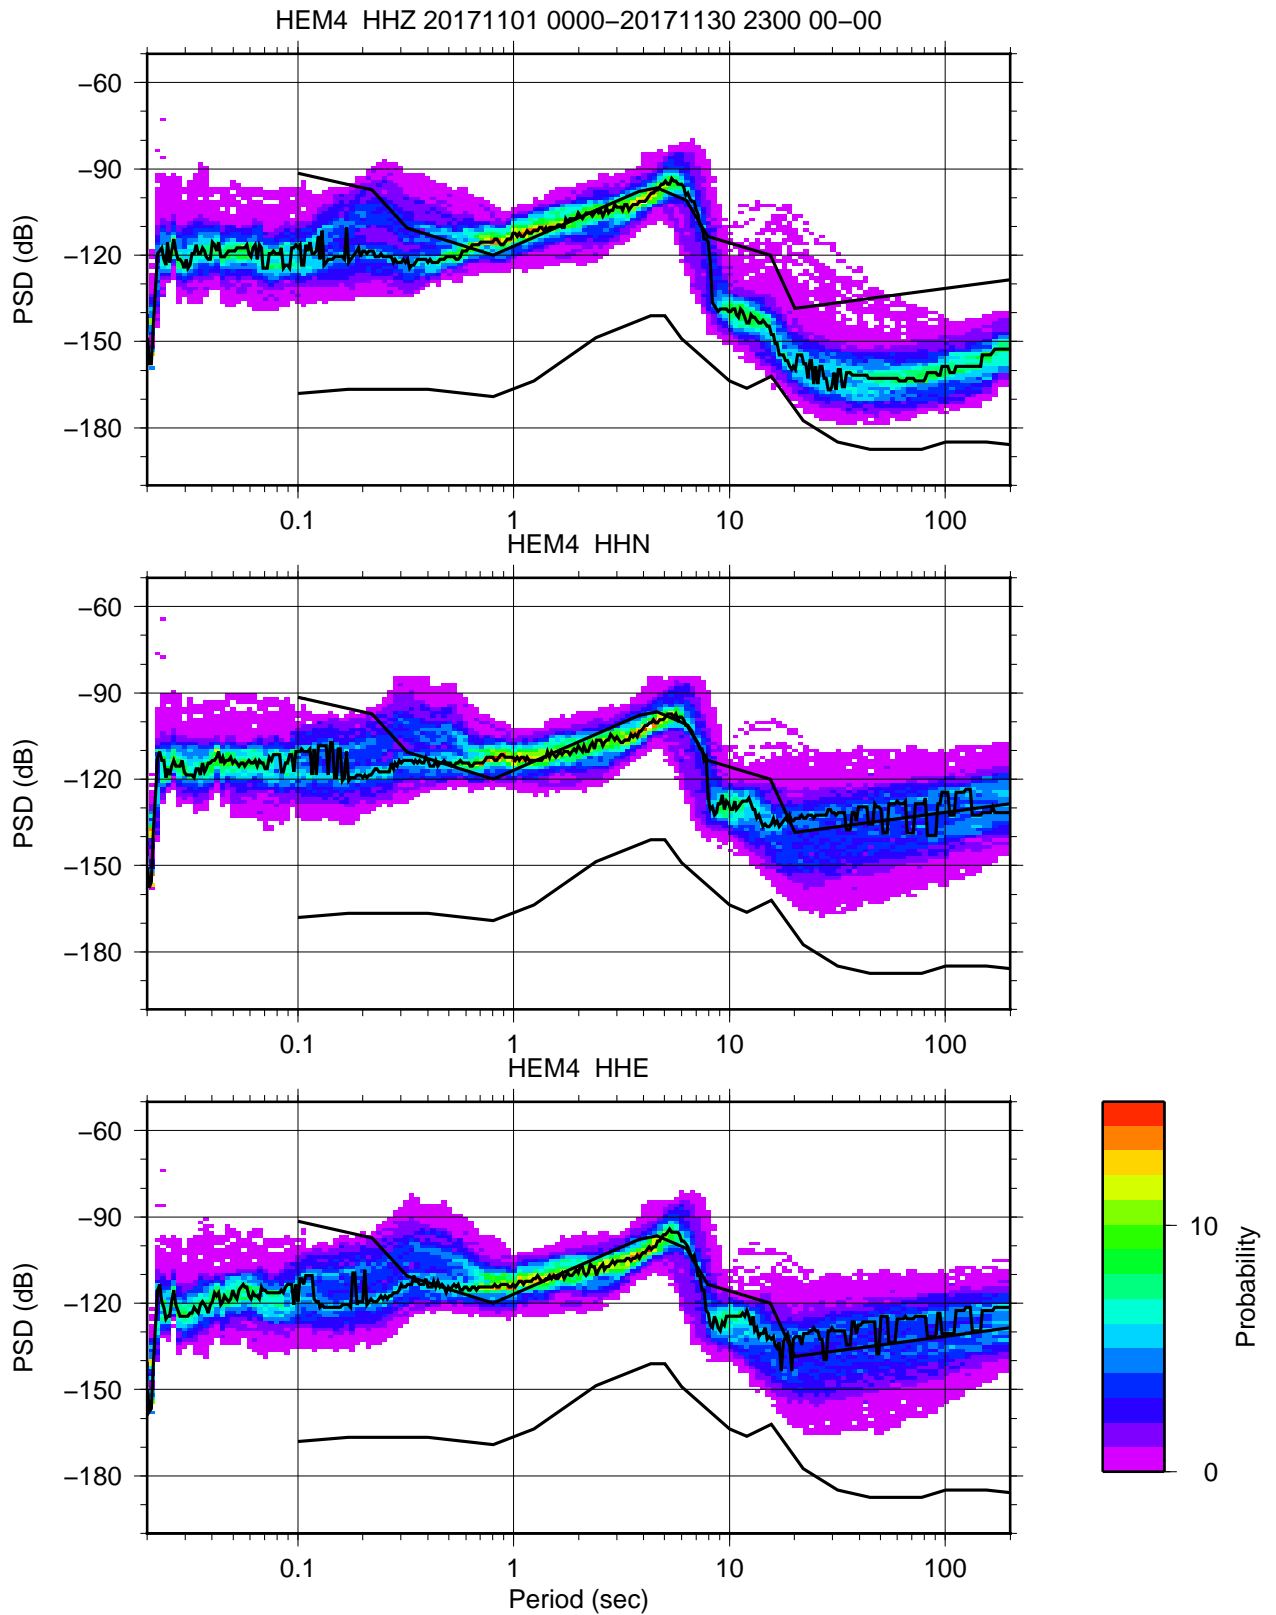 HEM4 HHZ 20171101 0000−20171130 2300 00−00
−60
−90
−120
−150
−180
PSD (dB)
0.1 1 10 100
HEM4 HHN
−60
−90
−120
−150
−180
PSD (dB)
0.1 1 10 100
HEM4 HHE
−60
−90
−120
−150
−180
PSD (dB)
0.1 1 10 100
Period (sec)
10
0
Probability